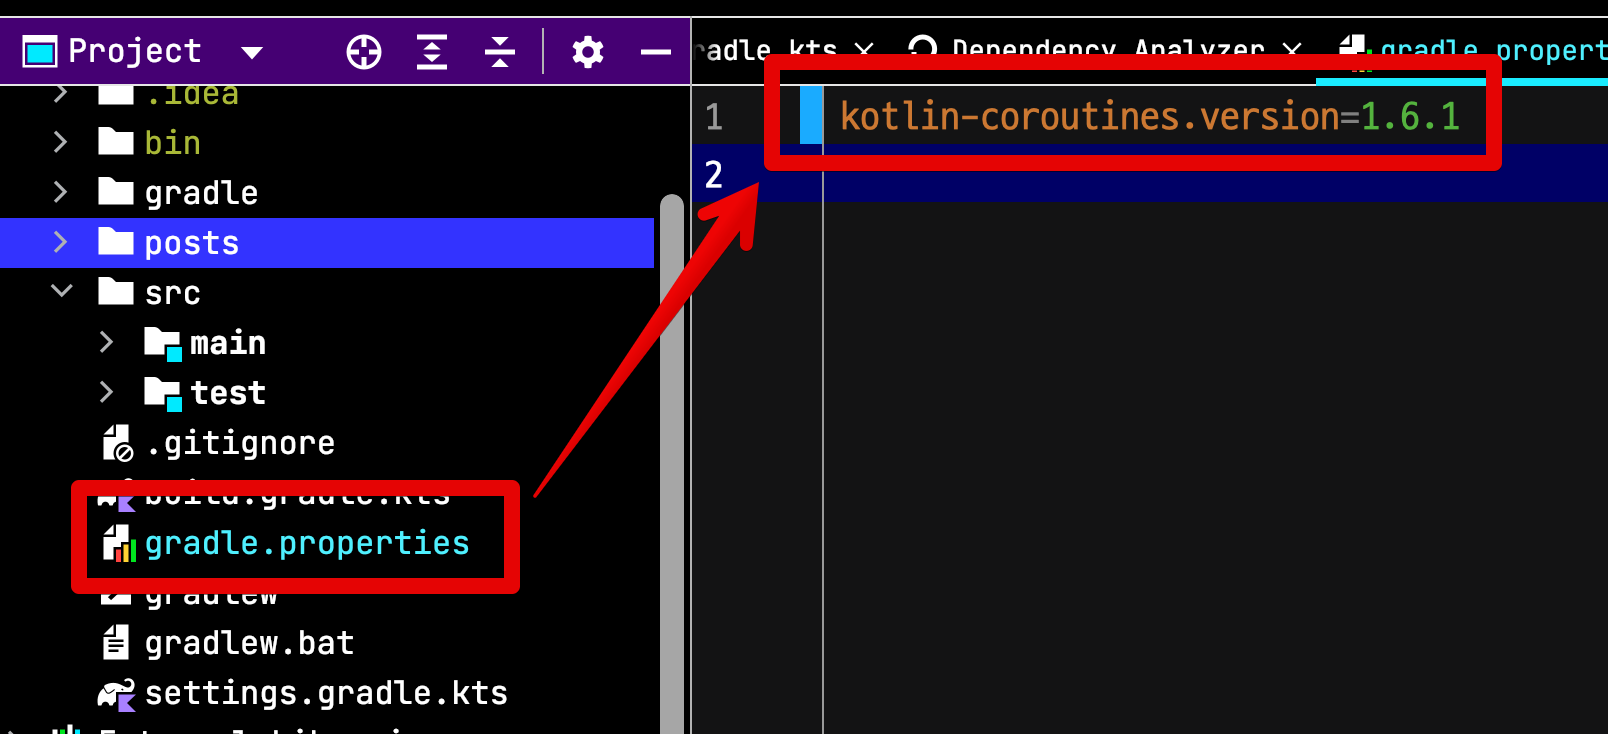 Project
.idea
bin
gradle
posts
src
main
test
.gitignore
build.gradle.kts
gradle.properties
gradlew
gradlew.bat
settings.gradle.kts
radle.kts
Dependency Analyzer
gradle.propert
1
kotlin-coroutines.version=1.6.1
2